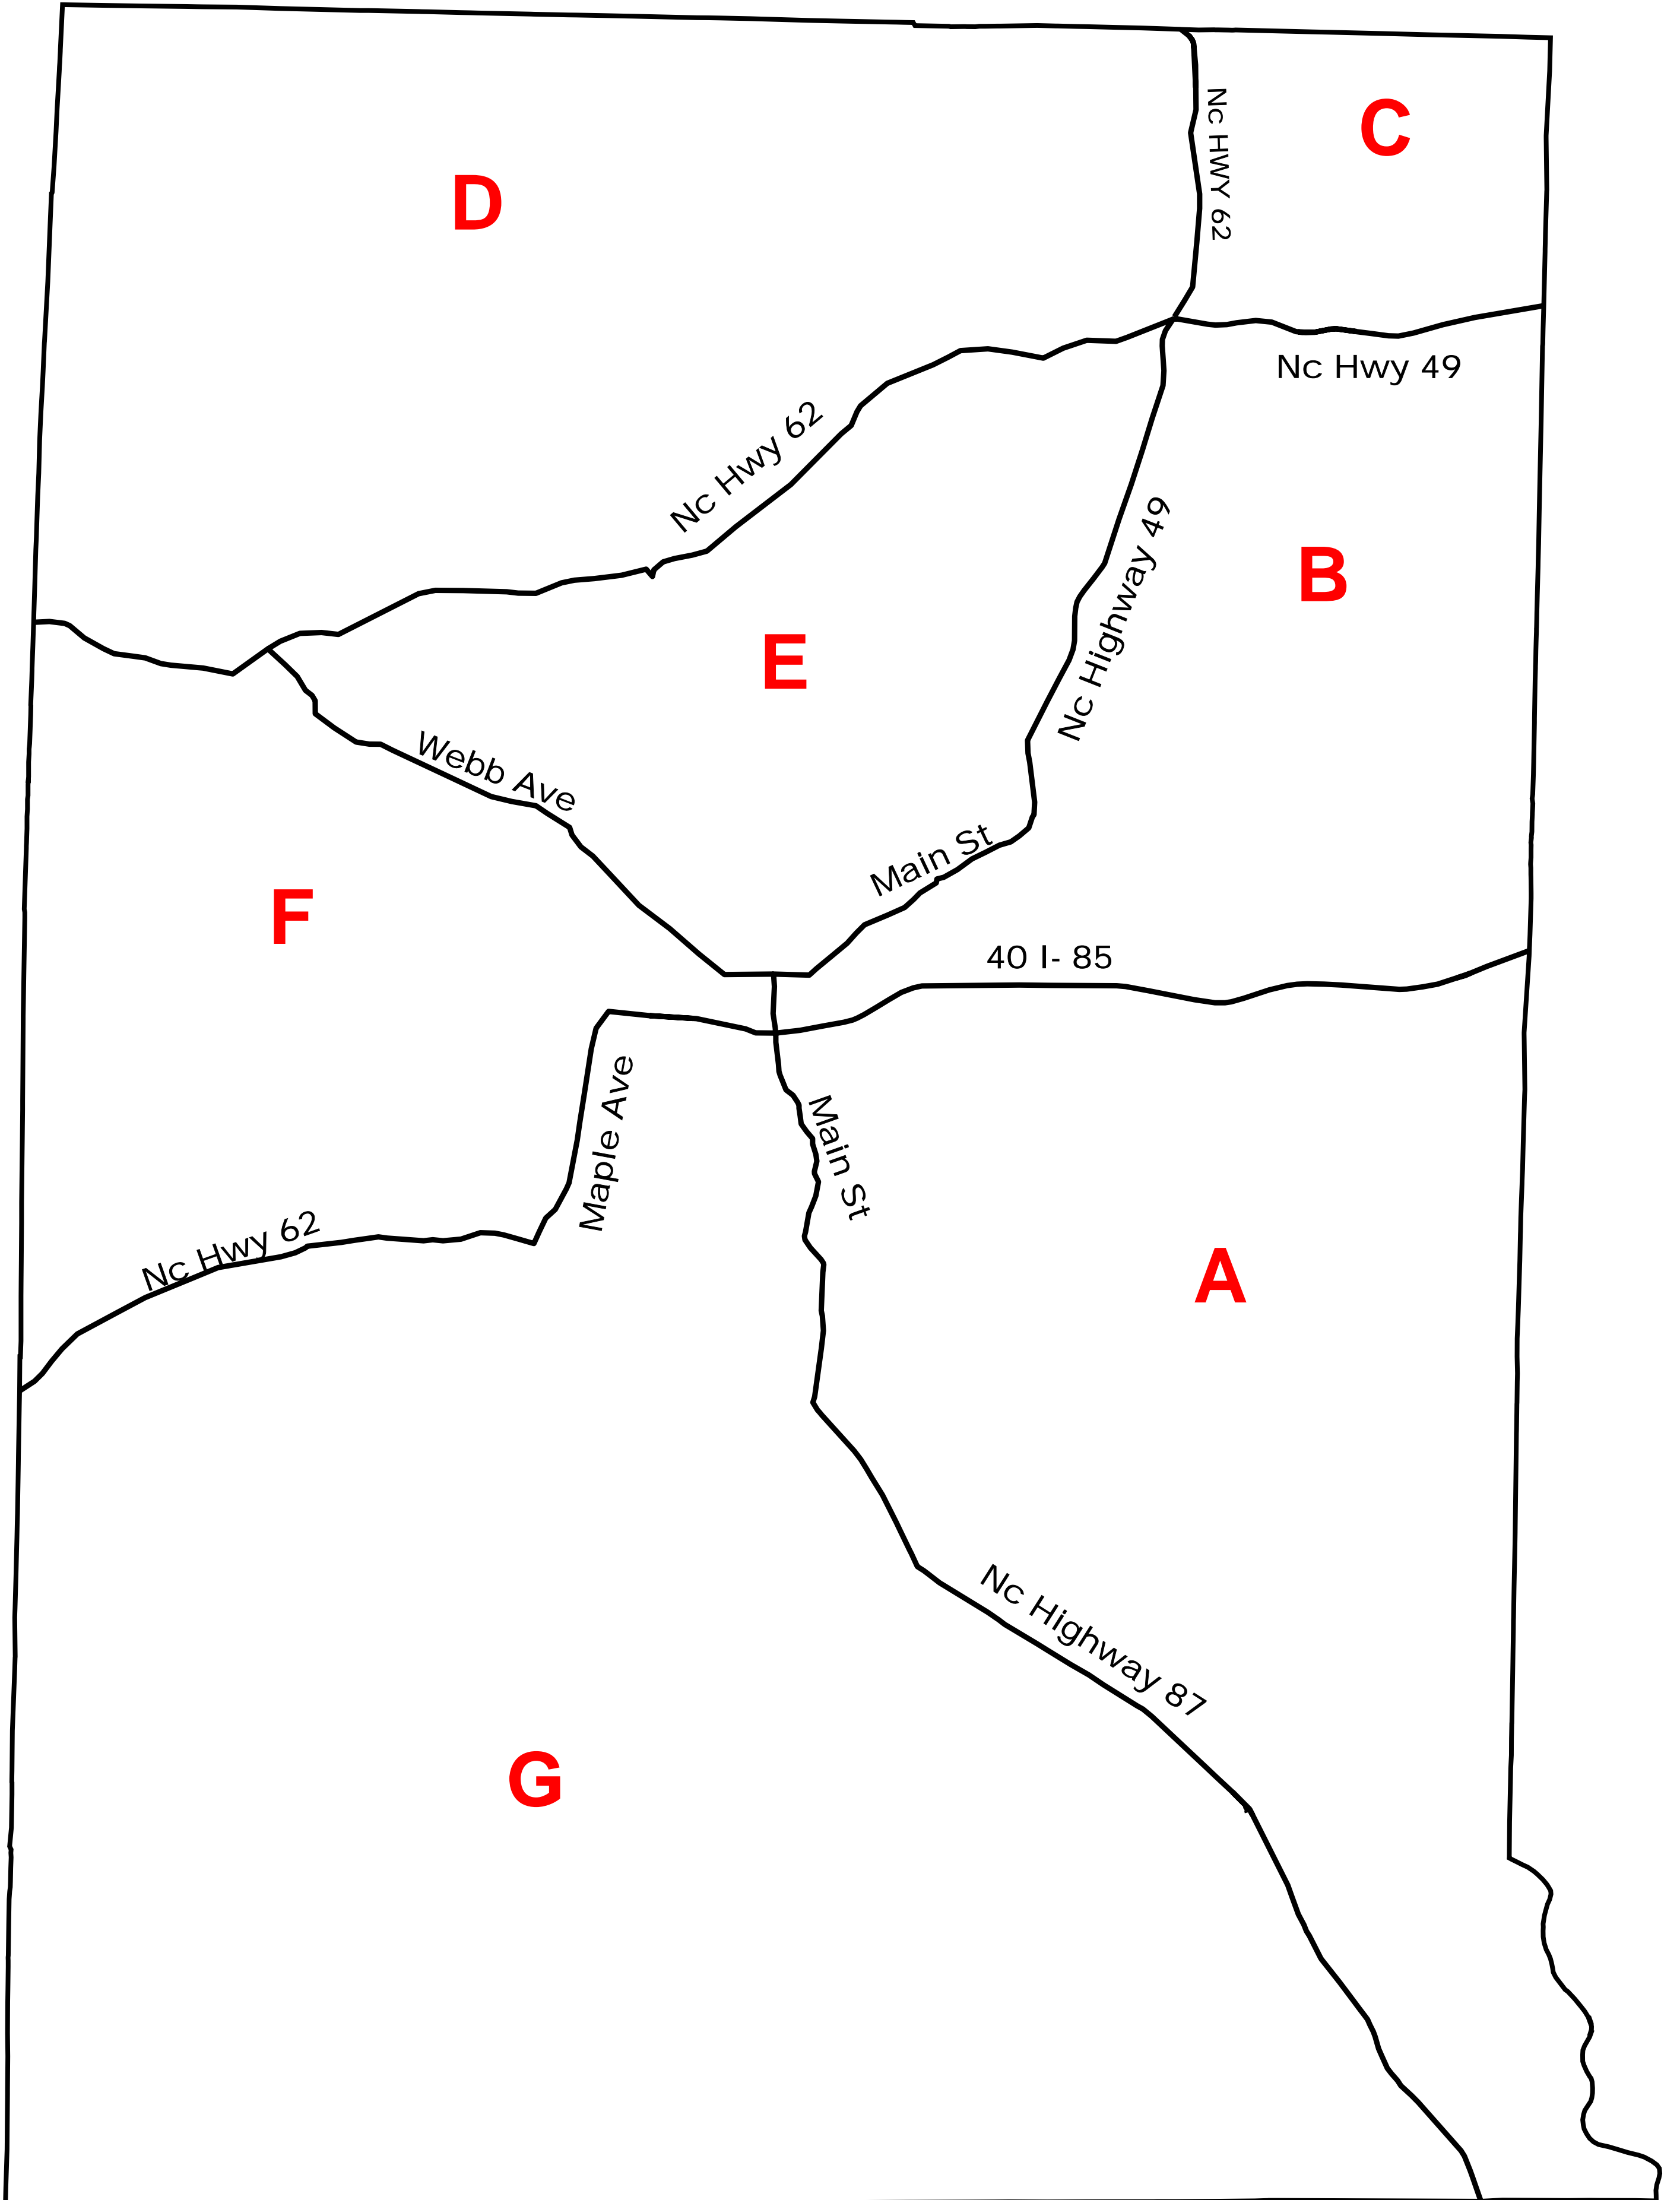 C
Nc HWY 62
D
Nc Hwy 49
Nc Hwy 62
Nc Highway 49
B
E
Webb Ave
Main St
F
40 I- 85
Maple Ave
Main St
Nc Hwy 62
A
Nc Highway 87
G